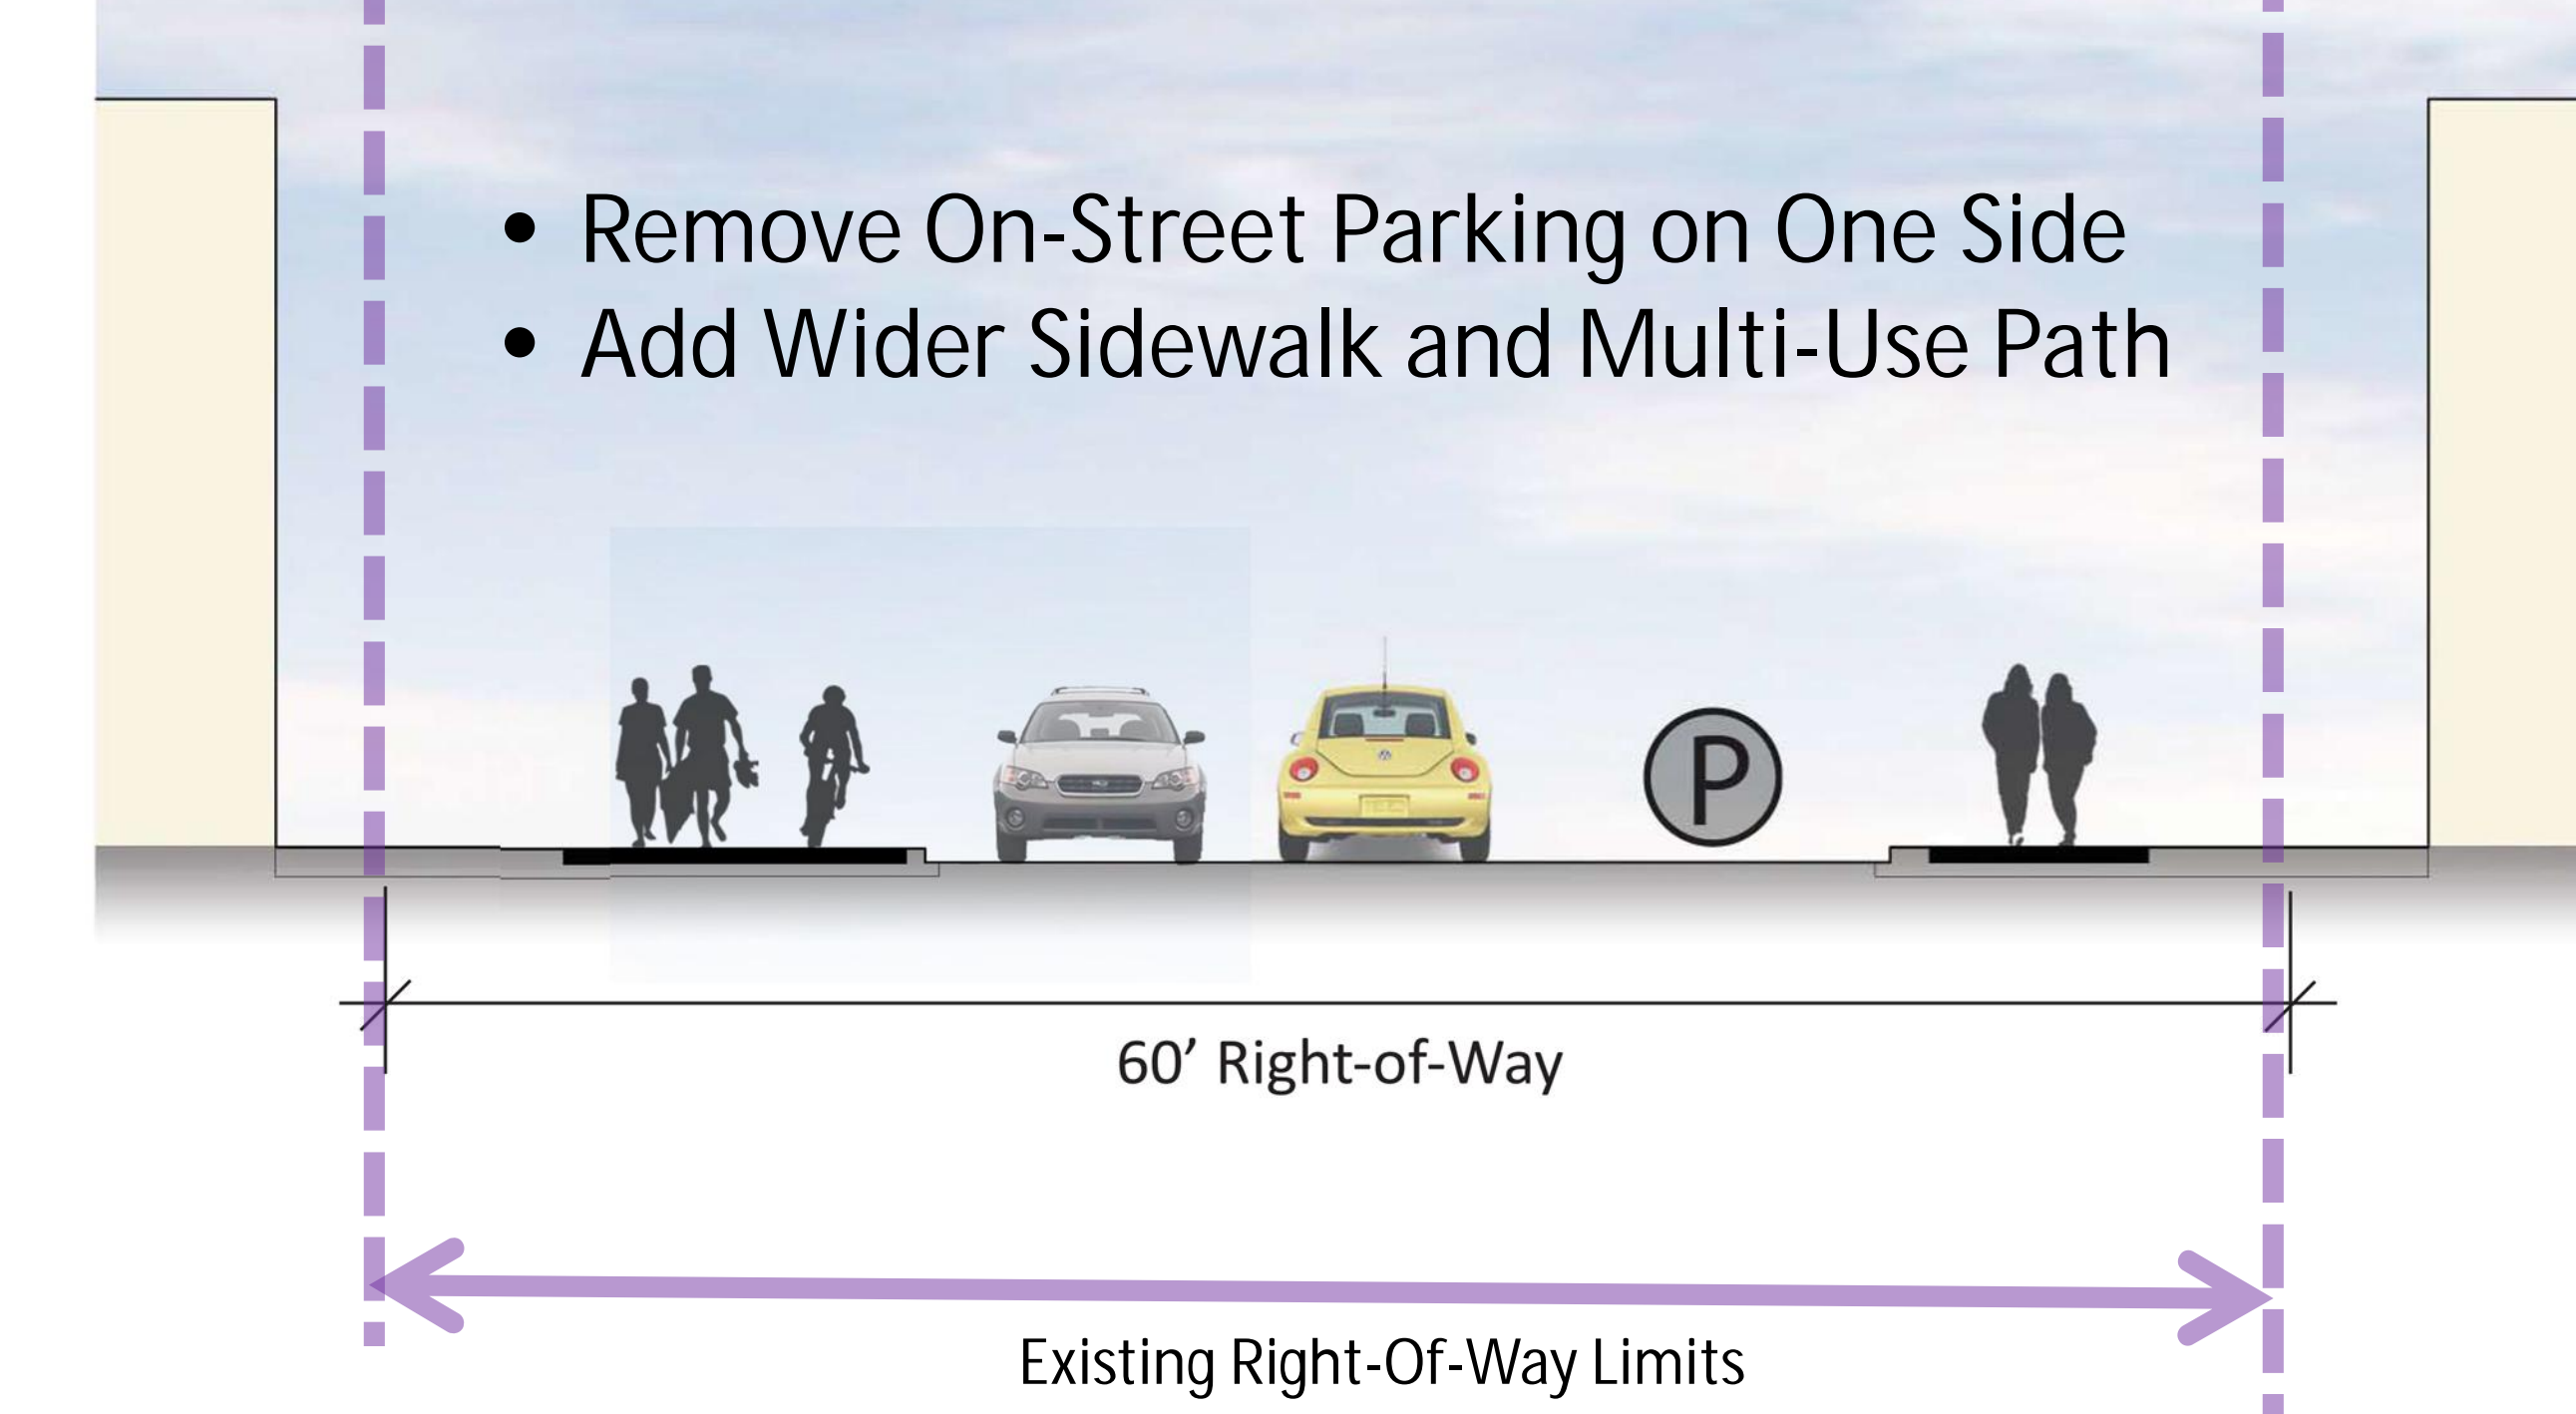 • Remove On-Street Parking on One Side
• Add Wider Sidewalk and Multi-Use Path
P
60’ Right-of-Way
Existing Right-Of-Way Limits